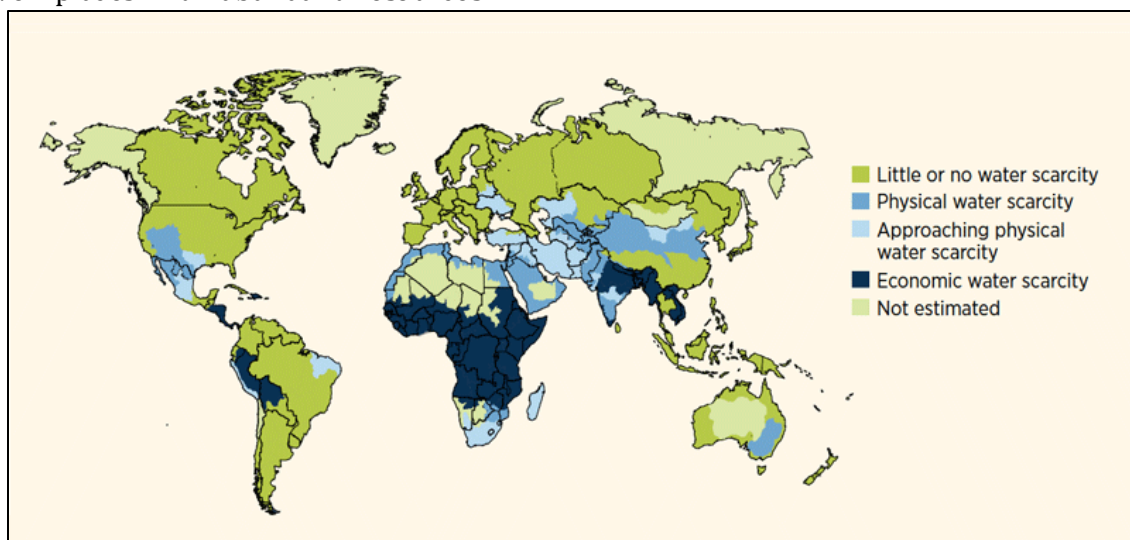 Little or no water scarcity
Physical water scarcity
Approaching physical
water scarcity
Economic water scarcity
Not estimated